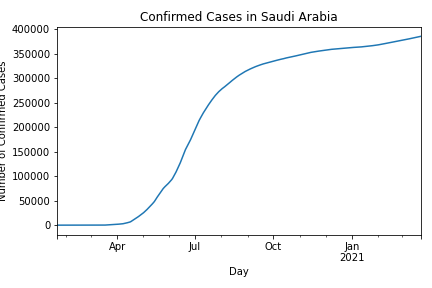 Confirmed Cases in Saudi Arabia
Number of Confirmed Cases
400000
350000
300000
250000
200000
150000
100000
50000
0
Apr
Jul
Oct
Jan
2021
Day